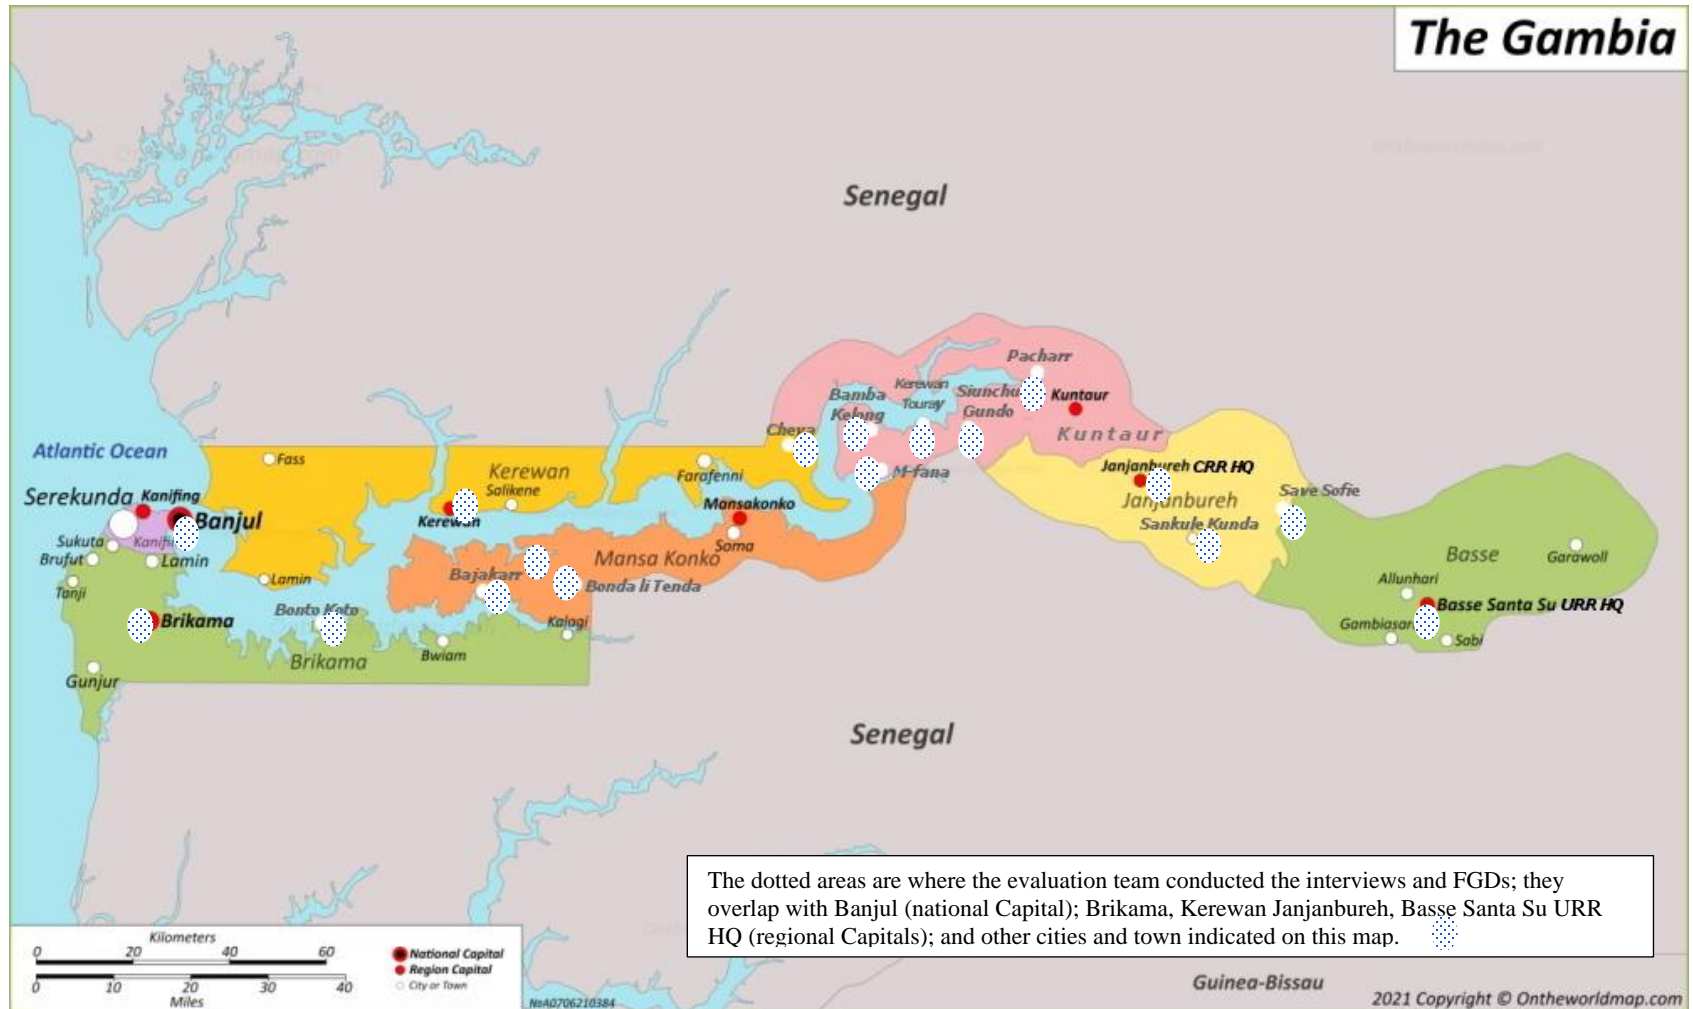 The Gambia
Senegal
Pacharr
Kerewan
Touray
Siunchu
Gundo
Bamba
Kelong
Kuntaur
Kuntaur
Cheya
M-fana
Atlantic Ocean
Fass
Kerewan
Salikene
Farafenni
Janjanbureh CRR HQ
Janjanbureh
Save Sofie
Sankule Kunda
Serekunda
Kanifing
Banjul
Kerewan
Mansakonko
Soma
Sukuta
Brufut
Lamin
Tanji
Lamin
Mansa Konko
Bajakarr
Bonda li Tenda
Basse
Garawoll
Allunhari
Basse Santa Su URR HQ
Sabi
Bonto Koto
Brikama
Brikama
Kalagi
Bwiam
Gunjur
Senegal
The dotted areas are where the evaluation team conducted the interviews and FGDs; they
overlap with Banjul (national Capital); Brikama, Kerewan Janjanbureh, Basse Santa Su URR
HQ (regional Capitals); and other cities and town indicated on this map.
Kilometers
0 20 40 60
0 10 20 30 40
Miles
National Capital
Region Capital
City or Town
№A0706210384
Guinea-Bissau
2021 Copyright © Ontheworldmap.com